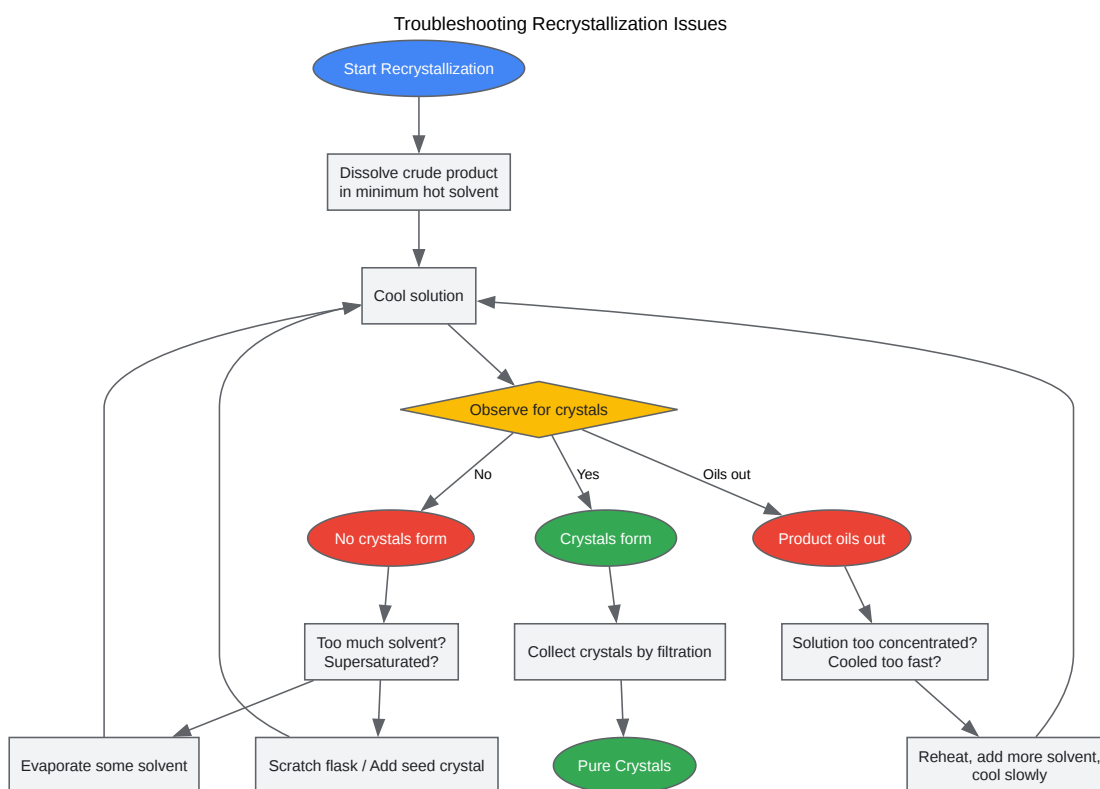 Troubleshooting Recrystallization Issues
Start Recrystallization
Dissolve crude product
in minimum hot solvent
Cool solution
Observe for crystals
No
Yes
Oils out
No crystals form
Crystals form
Product oils out
Too much solvent?
Supersaturated?
Collect crystals by filtration
Solution too concentrated?
Cooled too fast?
Evaporate some solvent
Scratch flask / Add seed crystal
Pure Crystals
Reheat, add more solvent,
cool slowly